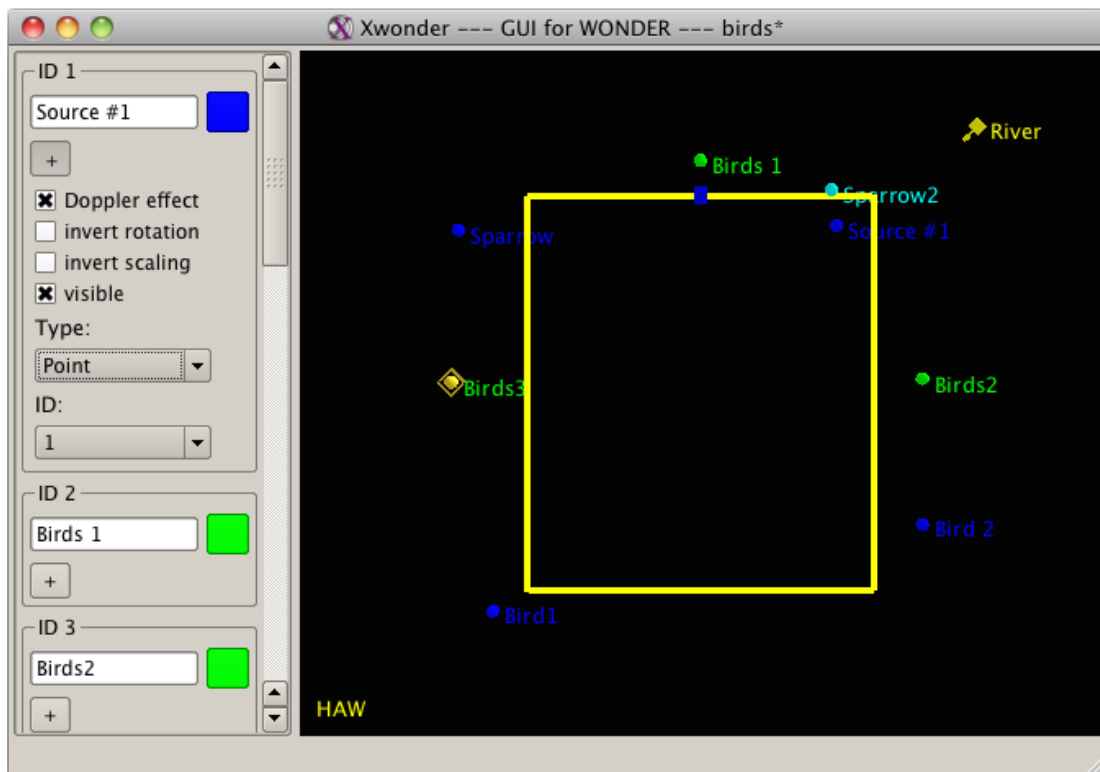 Xwonder --- GUI for WONDER --- birds*
ID 1
Source #1
+
Doppler effect
invert rotation
invert scaling
visible
Type:
Point
ID:
1
ID 2
Birds 1
+
ID 3
Birds2
+
River
Birds 1
Sparrow2
Sparrow
Source #1
Birds3
Birds2
Bird 2
Bird1
HAW